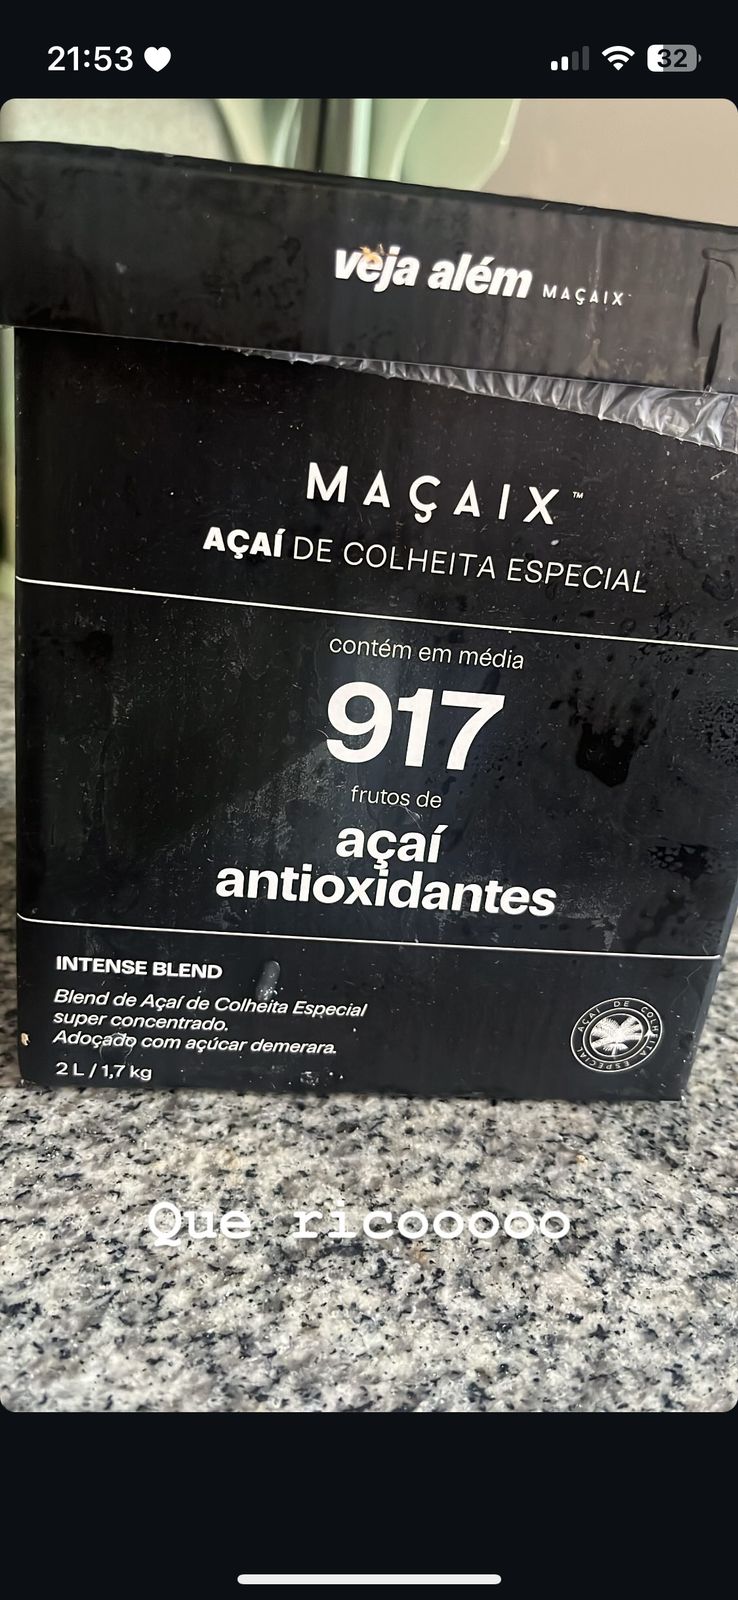 21:53
32
veja além MAÇAIX
MAÇAIX™
AÇAÍ DE COLHEITA ESPECIAL
contém em média
917
frutos de
açaí
antioxidantes
INTENSE BLEND
Blend de Açaí de Colheita Especial
super concentrado.
Adoçado com açúcar demerara.
2 L / 1,7 kg
AÇAÍ DE COLHEITA ESPECIAL
Que ricooooo